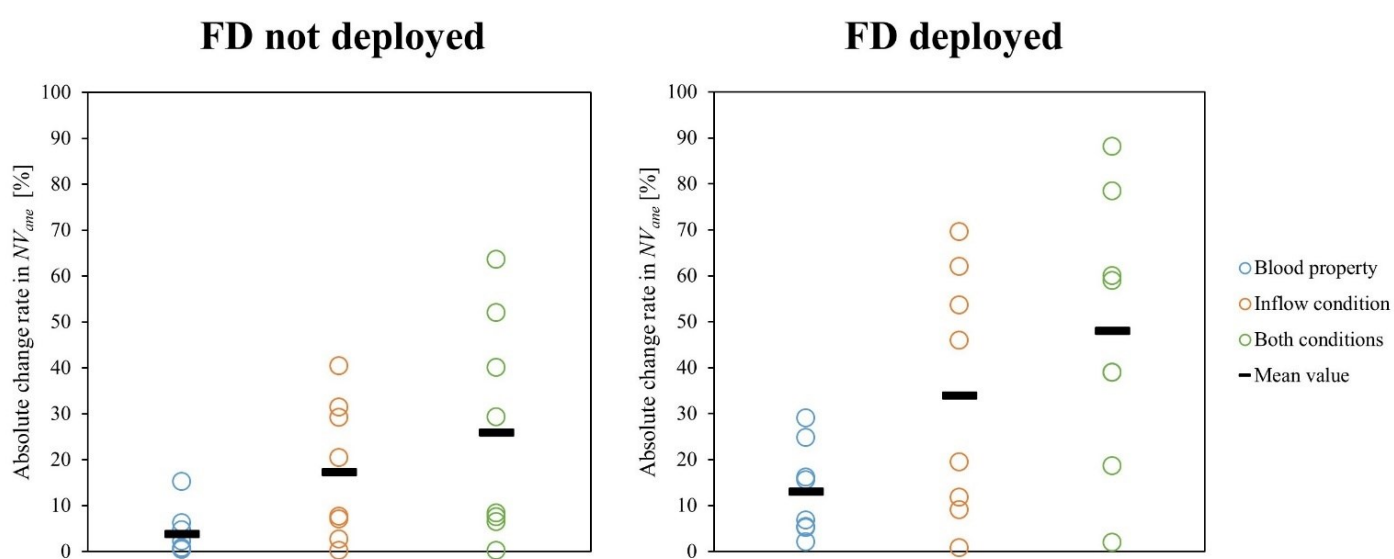 FD not deployed
FD deployed
Absolute change rate in NVane [%]
100
90
80
70
60
50
40
30
20
10
0
Absolute change rate in NVane [%]
100
90
80
70
60
50
40
30
20
10
0
Blood property
Inflow condition
Both conditions
Mean value